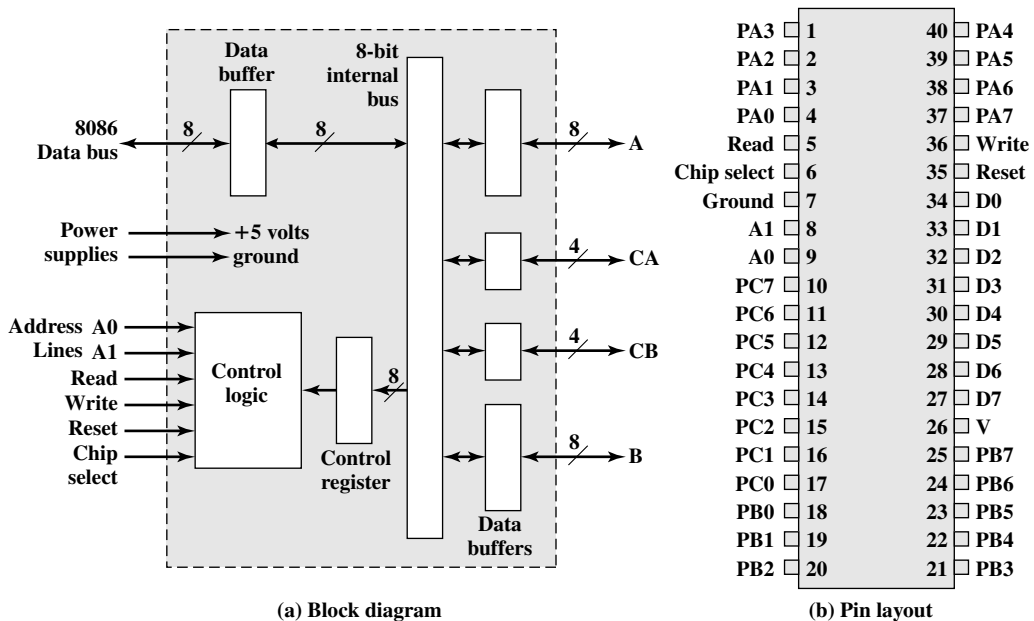 Data
buffer
8-bit
internal
bus
8086
Data bus
8
8
8
A
Power
supplies
+5 volts
ground
4
CA
Address A0
Lines A1
Read
Write
Reset
Chip
select
Control
logic
8
Control
register
4
CB
8
B
Data
buffers
(a) Block diagram
PA3 1 40 PA4
PA2 2 39 PA5
PA1 3 38 PA6
PA0 4 37 PA7
Read 5 36 Write
Chip select 6 35 Reset
Ground 7 34 D0
A1 8 33 D1
A0 9 32 D2
PC7 10 31 D3
PC6 11 30 D4
PC5 12 29 D5
PC4 13 28 D6
PC3 14 27 D7
PC2 15 26 V
PC1 16 25 PB7
PC0 17 24 PB6
PB0 18 23 PB5
PB1 19 22 PB4
PB2 20 21 PB3
(b) Pin layout